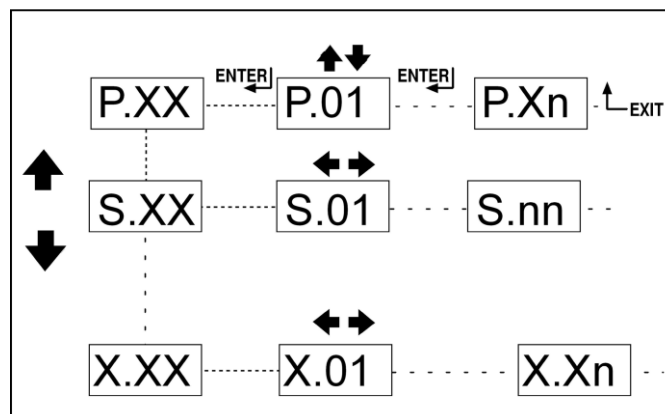 ENTER ENTER
P.XX P.01 P.Xn EXIT
S.XX S.01 S.nn
X.XX X.01 X.Xn